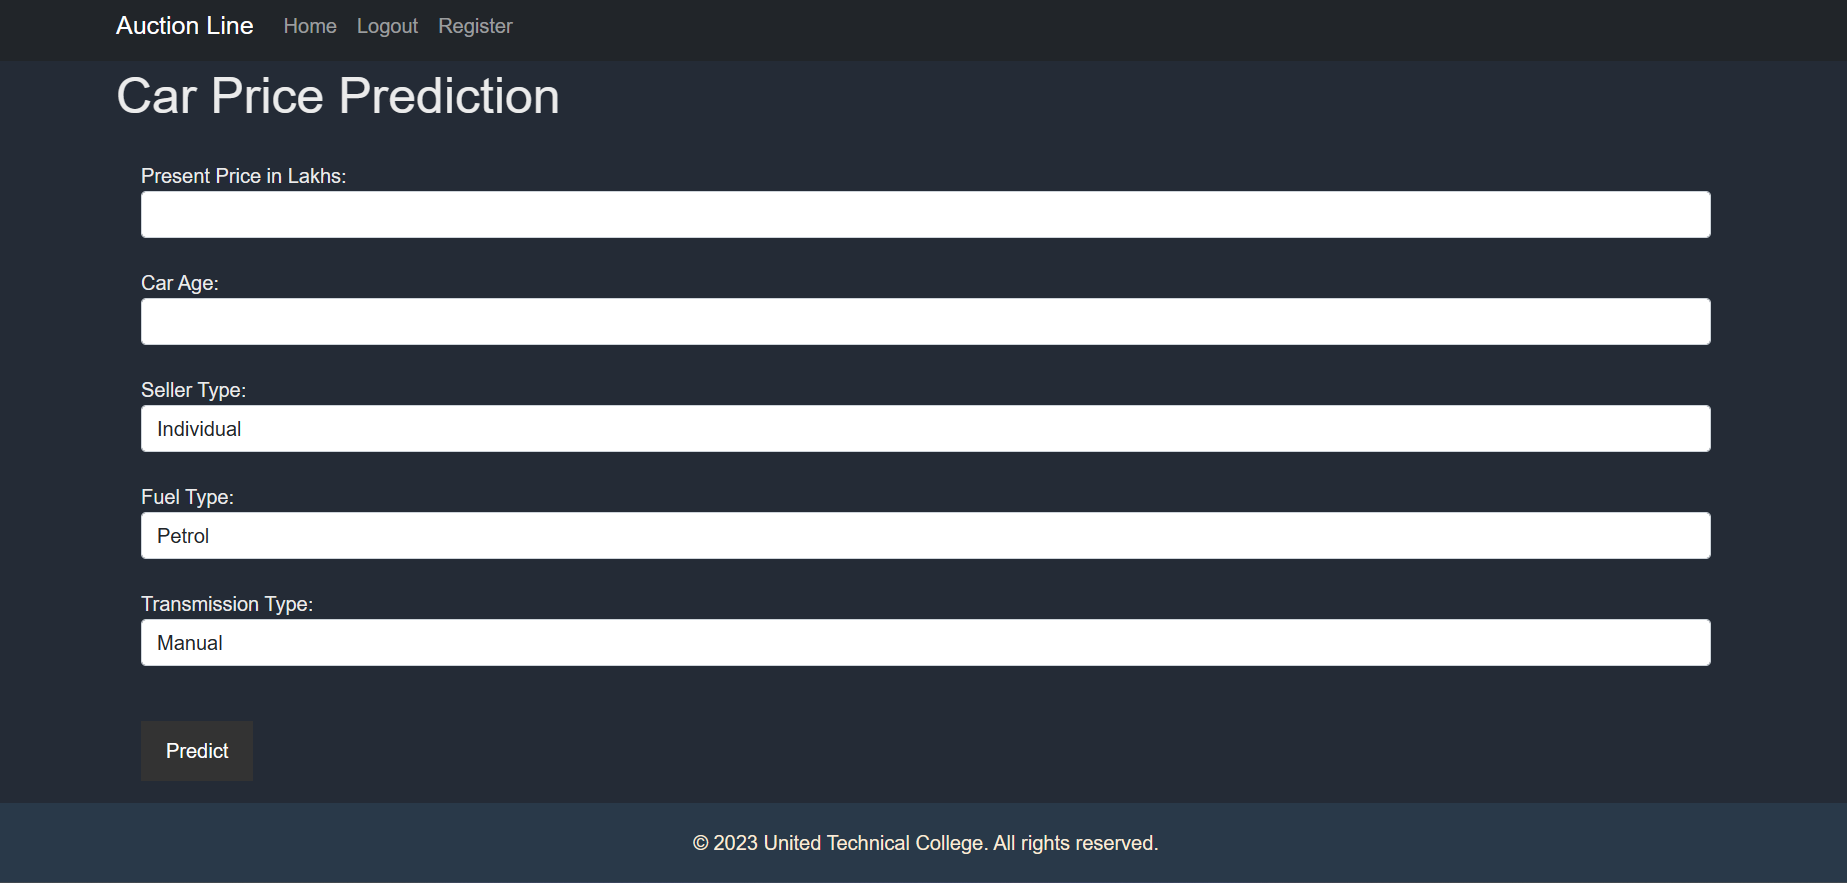 Auction Line Home Logout Register
Car Price Prediction
Present Price in Lakhs:
Car Age:
Seller Type:
Individual
Fuel Type:
Petrol
Transmission Type:
Manual
Predict
© 2023 United Technical College. All rights reserved.